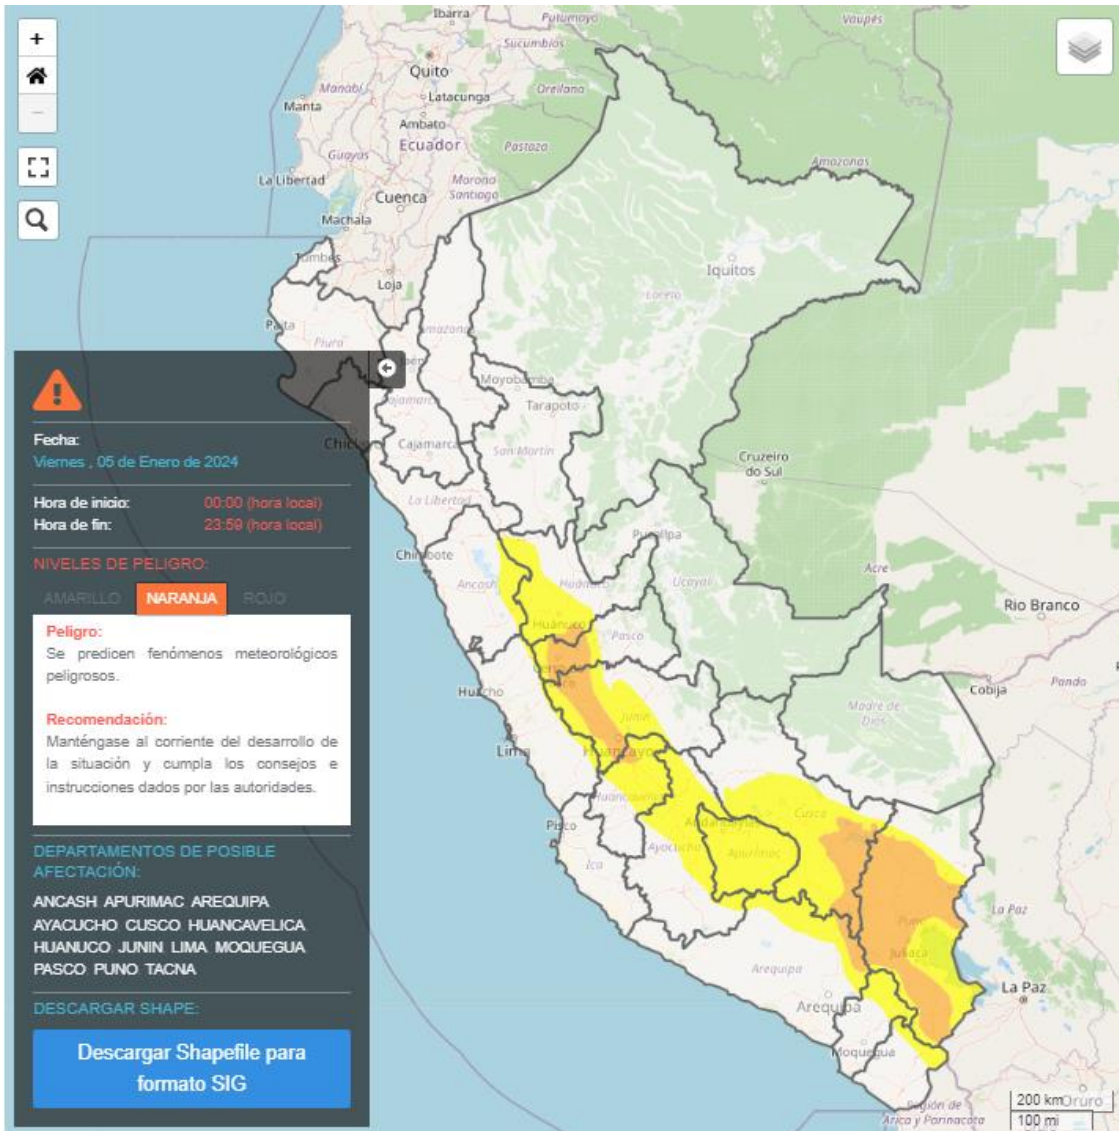 +
−
Ibarra
Putumayo
Vaupés
Sucumbíos
Quito
Orellana
Manabí
Latacunga
Manta
Ambato
Ecuador
Pastaza
Guayas
Amazonas
La Libertad
Morona
Santiago
Cuenca
Machala
Tumbes
Loja
Iquitos
Loreto
Paita
Piura
Moyobamba
Tarapoto
Cajamarca
San Martín
Cruzeiro
do Sul
La Libertad
Pucallpa
Ancash
Huánuco
Ucayali
Acre
Rio Branco
Huánuco
Pasco
Cobija
Pando
Huacho
Junín
Madre de
Dios
Lima
Huancayo
Huancavelica
Pisco
Cusco
Andahuaylas
Ica
Ayacucho
Apurímac
La Paz
Puno
Juliaca
Arequipa
La Paz
Arequipa
Moquegua
Oruro
Región de
Arica y Parinacota
200 km
100 mi
Fecha:
Viernes , 05 de Enero de 2024
Hora de inicio: 00:00 (hora local)
Hora de fin: 23:59 (hora local)
NIVELES DE PELIGRO:
AMARILLO NARANJA ROJO
Peligro:
Se predicen fenómenos meteorológicos
peligrosos.
Recomendación:
Manténgase al corriente del desarrollo de
la situación y cumpla los consejos e
instrucciones dados por las autoridades.
DEPARTAMENTOS DE POSIBLE
AFECTACIÓN:
ANCASH APURIMAC AREQUIPA
AYACUCHO CUSCO HUANCAVELICA
HUANUCO JUNIN LIMA MOQUEGUA
PASCO PUNO TACNA
DESCARGAR SHAPE:
Descargar Shapefile para
formato SIG